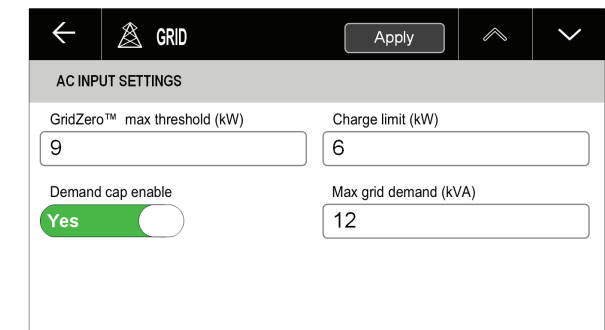 GRID
Apply
AC INPUT SETTINGS
GridZero™ max threshold (kW)
Charge limit (kW)
9
6
Demand cap enable
Max grid demand (kVA)
Yes
12